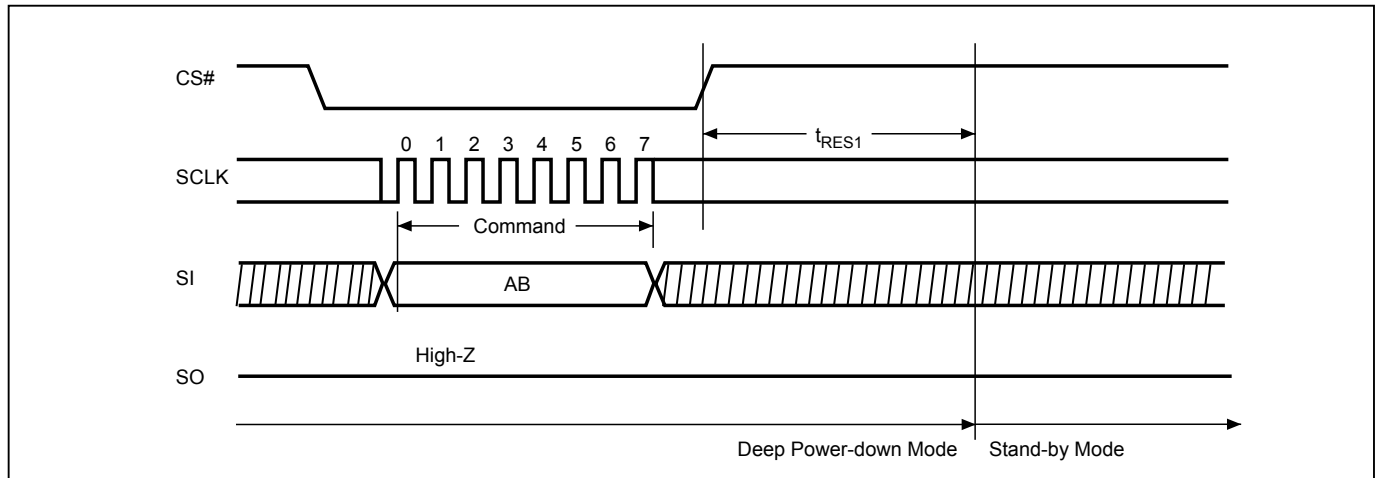 CS#
t_RES1
0 1 2 3 4 5 6 7
SCLK
Command
SI
AB
High-Z
SO
Deep Power-down Mode
Stand-by Mode